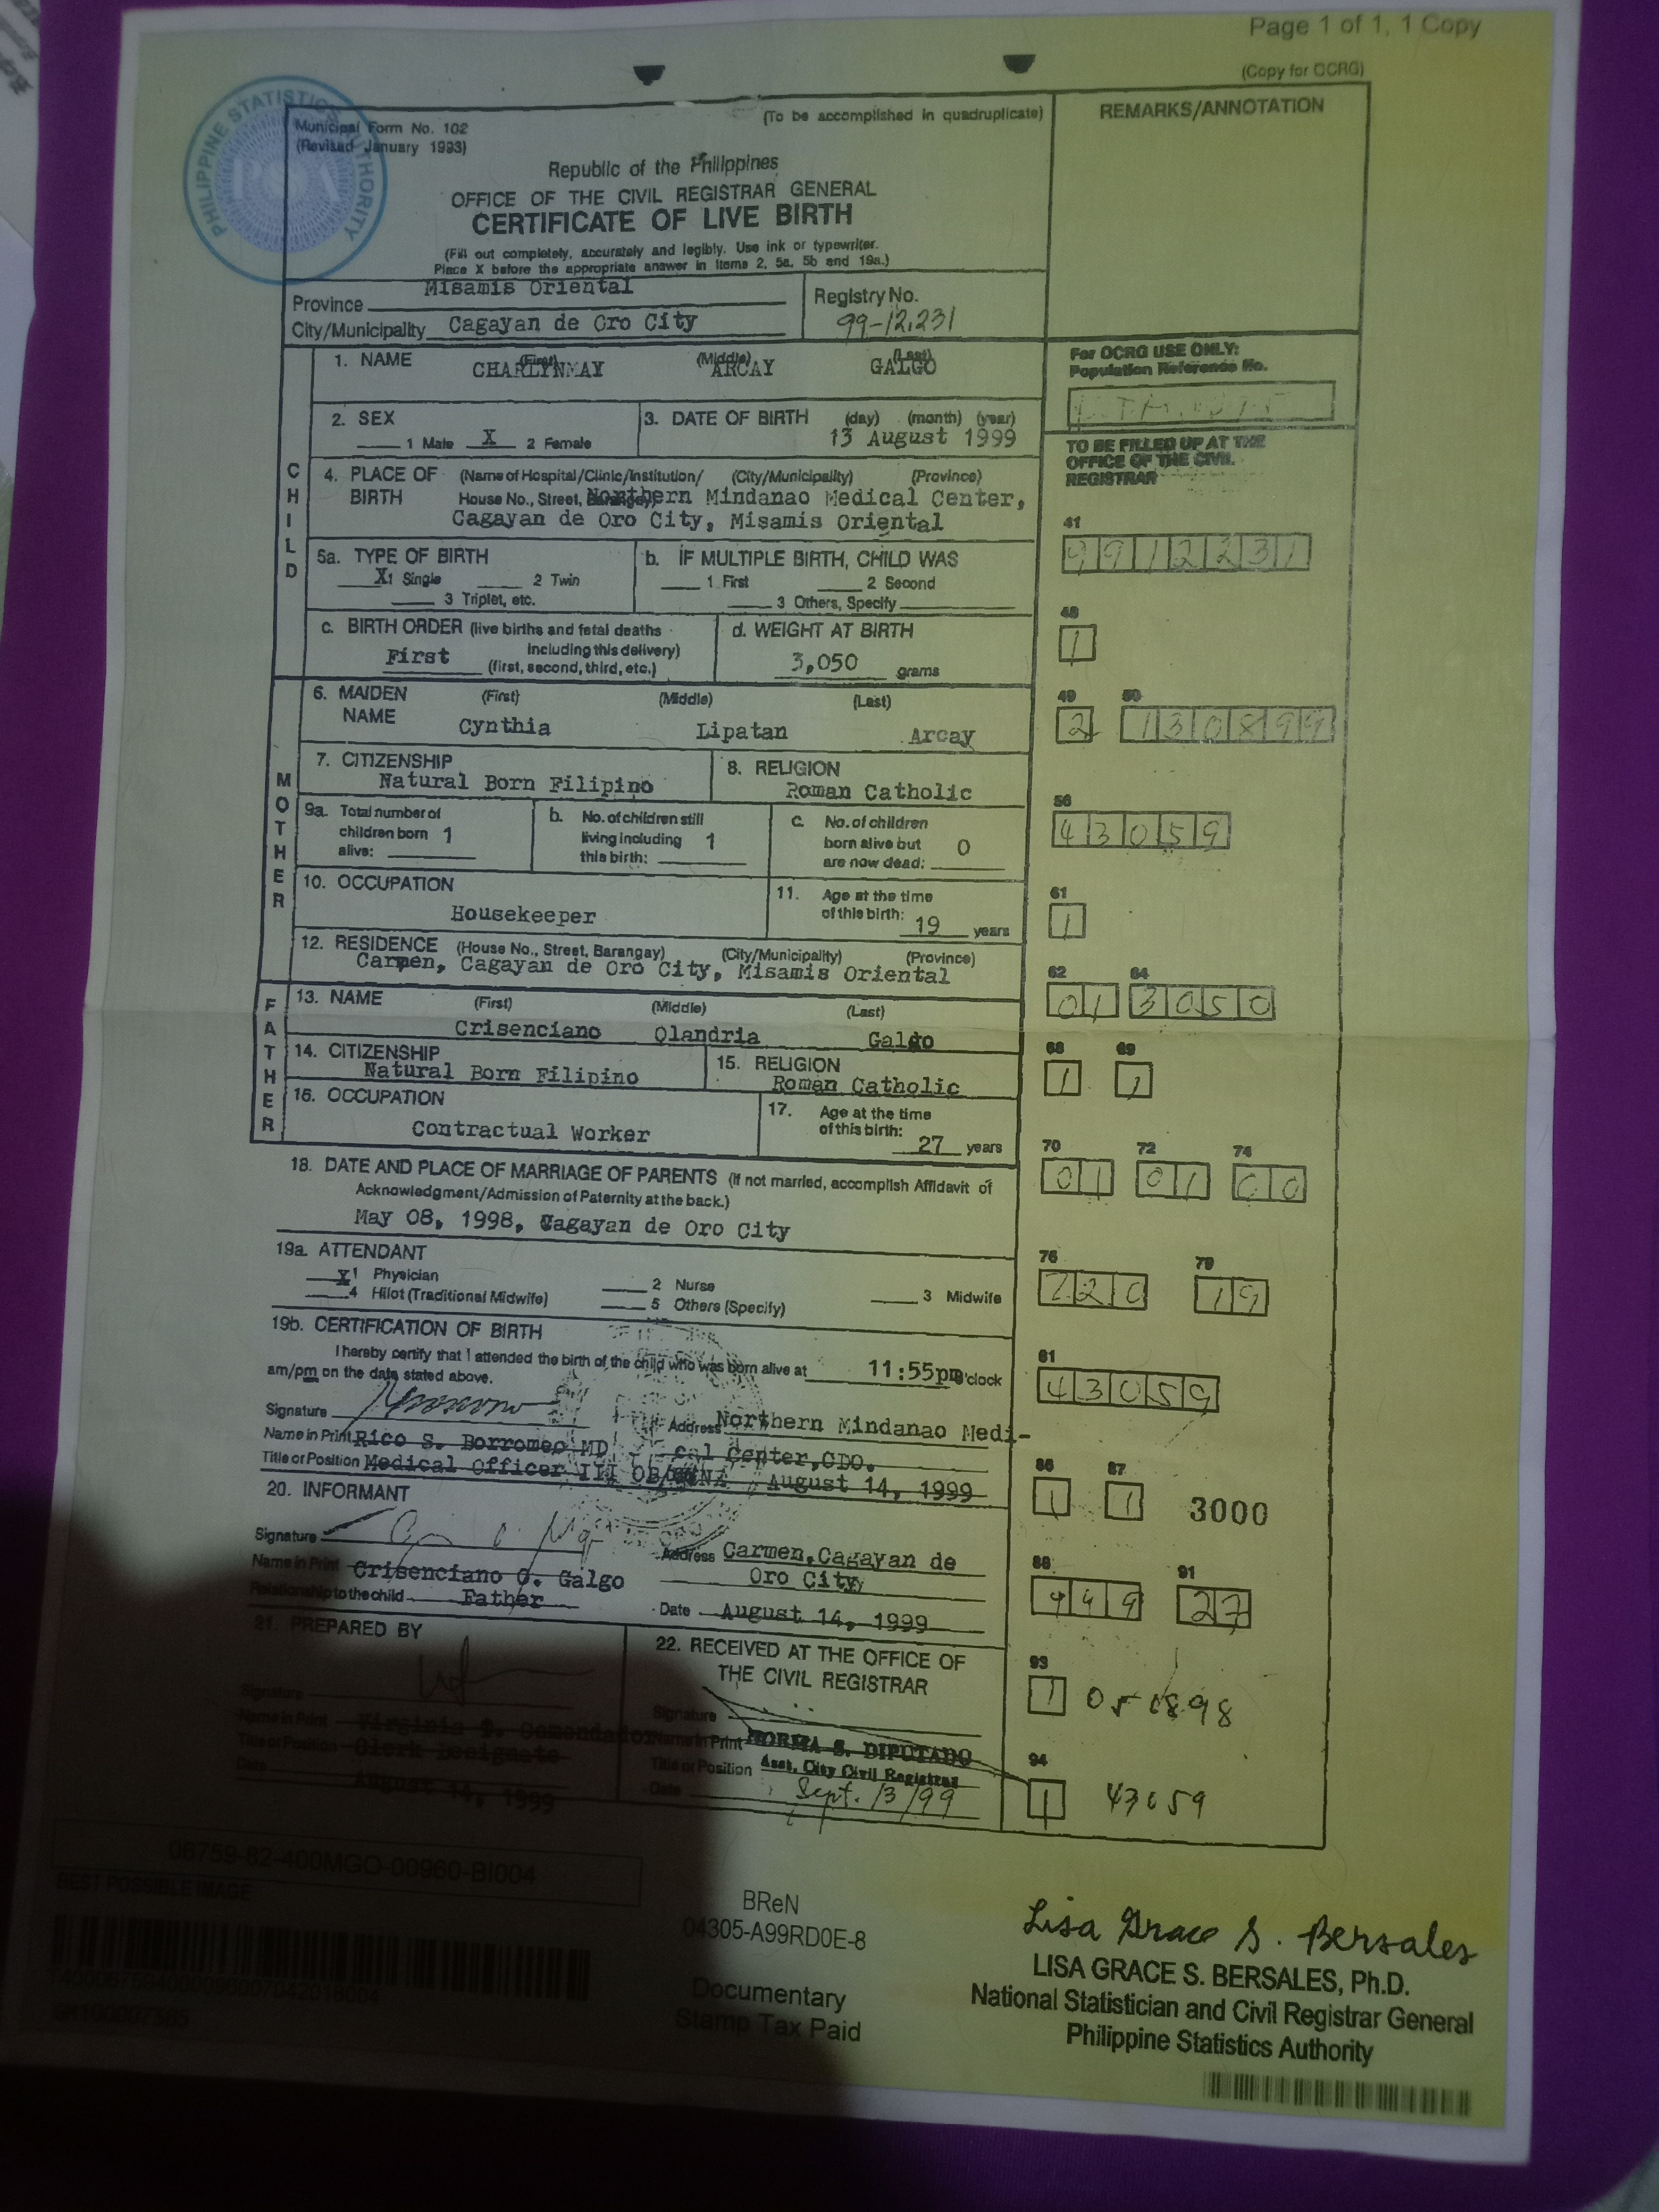 Page 1 of 1, 1 Copy
(Copy for OCRG)
PHILIPPINE STATISTICS AUTHORITY
PSA
Municipal Form No. 102
(Revised January 1993)
(To be accomplished in quadruplicate)
REMARKS/ANNOTATION
Republic of the Philippines
OFFICE OF THE CIVIL REGISTRAR GENERAL
CERTIFICATE OF LIVE BIRTH
(Fill out completely, accurately and legibly. Use ink or typewriter.
Place X before the appropriate answer in Items 2, 5a, 5b and 19a.)
Province Misamis Oriental
City/Municipality Cagayan de Oro City
Registry No.
99-12,231
CHILD
1. NAME (First) (Middle) (Last)
CHARLYNMAY ARCAY GALGO
For OCRG USE ONLY:
Population Reference No.
2. SEX
1 Male X 2 Female
3. DATE OF BIRTH (day) (month) (year)
13 August 1999
TO BE FILLED UP AT THE
OFFICE OF THE CIVIL
REGISTRAR
4. PLACE OF BIRTH (Name of Hospital/Clinic/Institution/ (City/Municipality) (Province)
House No., Street, Barangay) Northern Mindanao Medical Center,
Cagayan de Oro City, Misamis Oriental
41
9912231
5a. TYPE OF BIRTH
X 1 Single 2 Twin
3 Triplet, etc.
b. IF MULTIPLE BIRTH, CHILD WAS
1 First 2 Second
3 Others, Specify
c. BIRTH ORDER (live births and fetal deaths
including this delivery)
First (first, second, third, etc.)
d. WEIGHT AT BIRTH
3,050 grams
48
1
MOTHER
6. MAIDEN NAME (First) (Middle) (Last)
Cynthia Lipatan Arcay
49 50
2 130899
7. CITIZENSHIP
Natural Born Filipino
8. RELIGION
Roman Catholic
9a. Total number of
children born 1
alive:
b. No. of children still
living including 1
this birth:
c. No. of children
born alive but 0
are now dead:
56
43059
10. OCCUPATION
Housekeeper
11. Age at the time
of this birth: 19 years
61
1
12. RESIDENCE (House No., Street, Barangay) (City/Municipality) (Province)
Carmen, Cagayan de Oro City, Misamis Oriental
62 64
01 3050
FATHER
13. NAME (First) (Middle) (Last)
Crisenciano Olandria Galgo
14. CITIZENSHIP
Natural Born Filipino
15. RELIGION
Roman Catholic
68 69
1 1
16. OCCUPATION
Contractual Worker
17. Age at the time
of this birth:
27 years
70 72 74
01 01 00
18. DATE AND PLACE OF MARRIAGE OF PARENTS (If not married, accomplish Affidavit of
Acknowledgment/Admission of Paternity at the back.)
May 08, 1998, Cagayan de Oro City
19a. ATTENDANT
X 1 Physician 2 Nurse 3 Midwife
4 Hilot (Traditional Midwife) 5 Others (Specify)
76 79
220 19
19b. CERTIFICATION OF BIRTH
I hereby certify that I attended the birth of the child who was born alive at 11:55pm o'clock
am/pm on the date stated above.
81
43059
Signature
Address Northern Mindanao Medi-
Name in Print Rico S. Borromeo MD
cal Center, CDO.
Title or Position Medical Officer III
August 14, 1999
86 87
1 1 3000
20. INFORMANT
Signature
Address Carmen, Cagayan de
Oro City
Name in Print Crisenciano O. Galgo
Relationship to the child Father
Date August 14, 1999
88 91
949 27
21. PREPARED BY
Signature
Name in Print Virginia
Title or Position Clerk Designate
Date August 14, 1999
22. RECEIVED AT THE OFFICE OF
THE CIVIL REGISTRAR
Signature
Name in Print NORMA S. DIPUTADO
Title or Position Asst. City Civil Registrar
Date Sept. 13/99
93
1 050898
94
1 43059
06759-82-400MGO-00960-BI004
BEST POSSIBLE IMAGE
BReN
04305-A99RD0E-8
Documentary
Stamp Tax Paid
Lisa Grace S. Bersales
LISA GRACE S. BERSALES, Ph.D.
National Statistician and Civil Registrar General
Philippine Statistics Authority